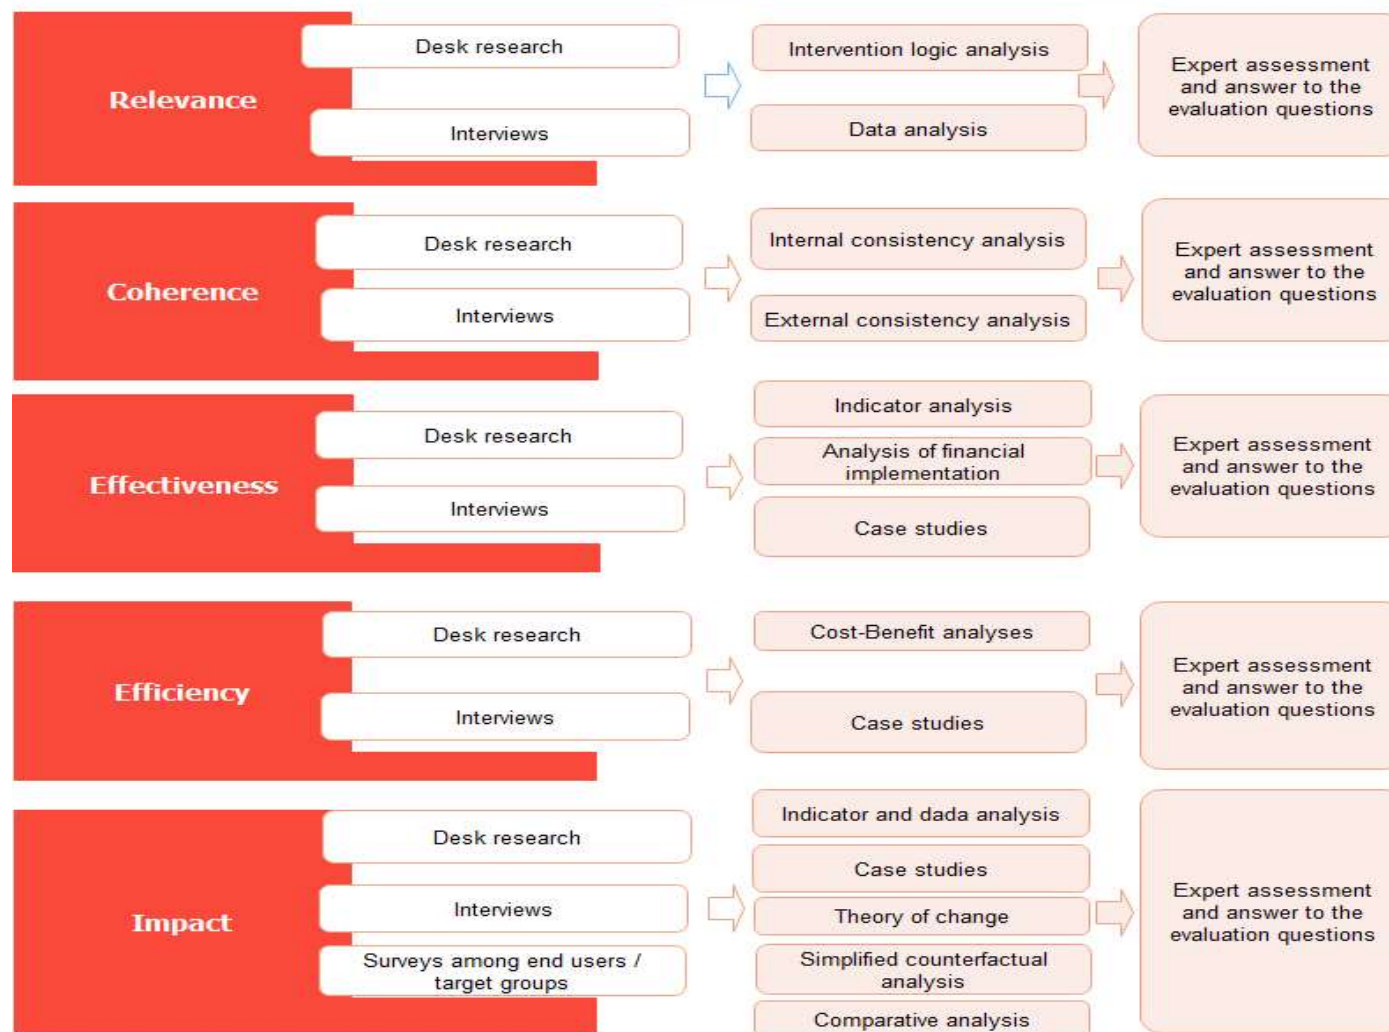 Relevance
Desk research
Interviews
Intervention logic analysis
Data analysis
Expert assessment
and answer to the
evaluation questions
Coherence
Desk research
Interviews
Internal consistency analysis
External consistency analysis
Expert assessment
and answer to the
evaluation questions
Effectiveness
Desk research
Interviews
Indicator analysis
Analysis of financial
implementation
Case studies
Expert assessment
and answer to the
evaluation questions
Efficiency
Desk research
Interviews
Cost-Benefit analyses
Case studies
Expert assessment
and answer to the
evaluation questions
Impact
Desk research
Interviews
Surveys among end users /
target groups
Indicator and dada analysis
Case studies
Theory of change
Simplified counterfactual
analysis
Comparative analysis
Expert assessment
and answer to the
evaluation questions